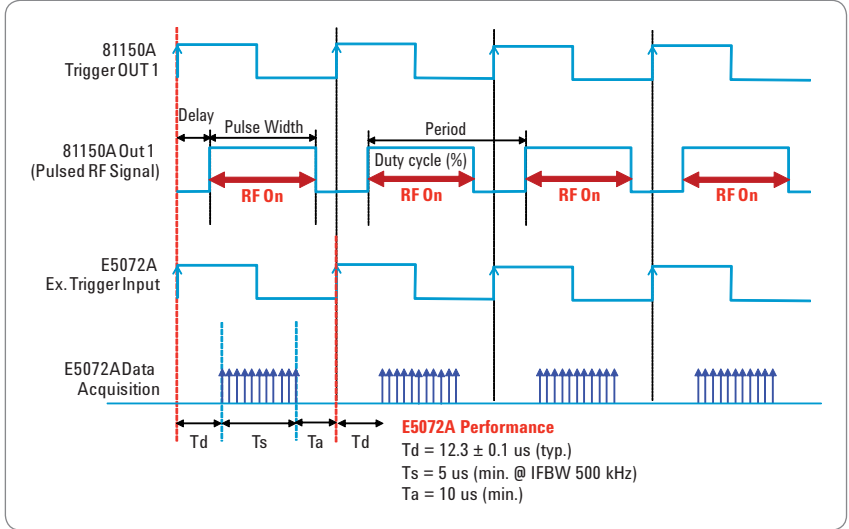 81150A
Trigger OUT 1
Delay
Pulse Width
Period
81150A Out 1
(Pulsed RF Signal)
Duty cycle (%)
RF On
RF On
RF On
RF On
E5072A
Ex. Trigger Input
E5072A Data
Acquisition
Td
Ts
Ta
Td
E5072A Performance
Td = 12.3 ± 0.1 us (typ.)
Ts = 5 us (min. @ IFBW 500 kHz)
Ta = 10 us (min.)